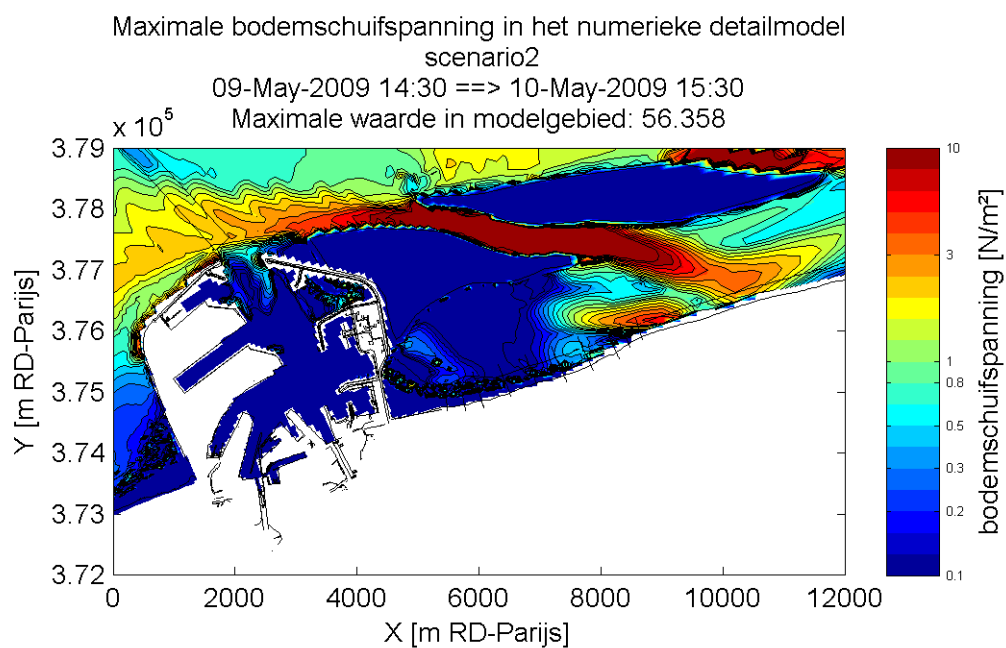 Maximale bodemschuifspanning in het numerieke detailmodel
scenario2
09-May-2009 14:30 ==> 10-May-2009 15:30
Maximale waarde in modelgebied: 56.358
x 10⁵
3.79
3.78
3.77
3.76
3.75
3.74
3.73
3.72
Y [m RD-Parijs]
0 2000 4000 6000 8000 10000 12000
X [m RD-Parijs]
10
3
1
0.8
0.5
0.3
0.2
0.1
bodemschuifspanning [N/m²]